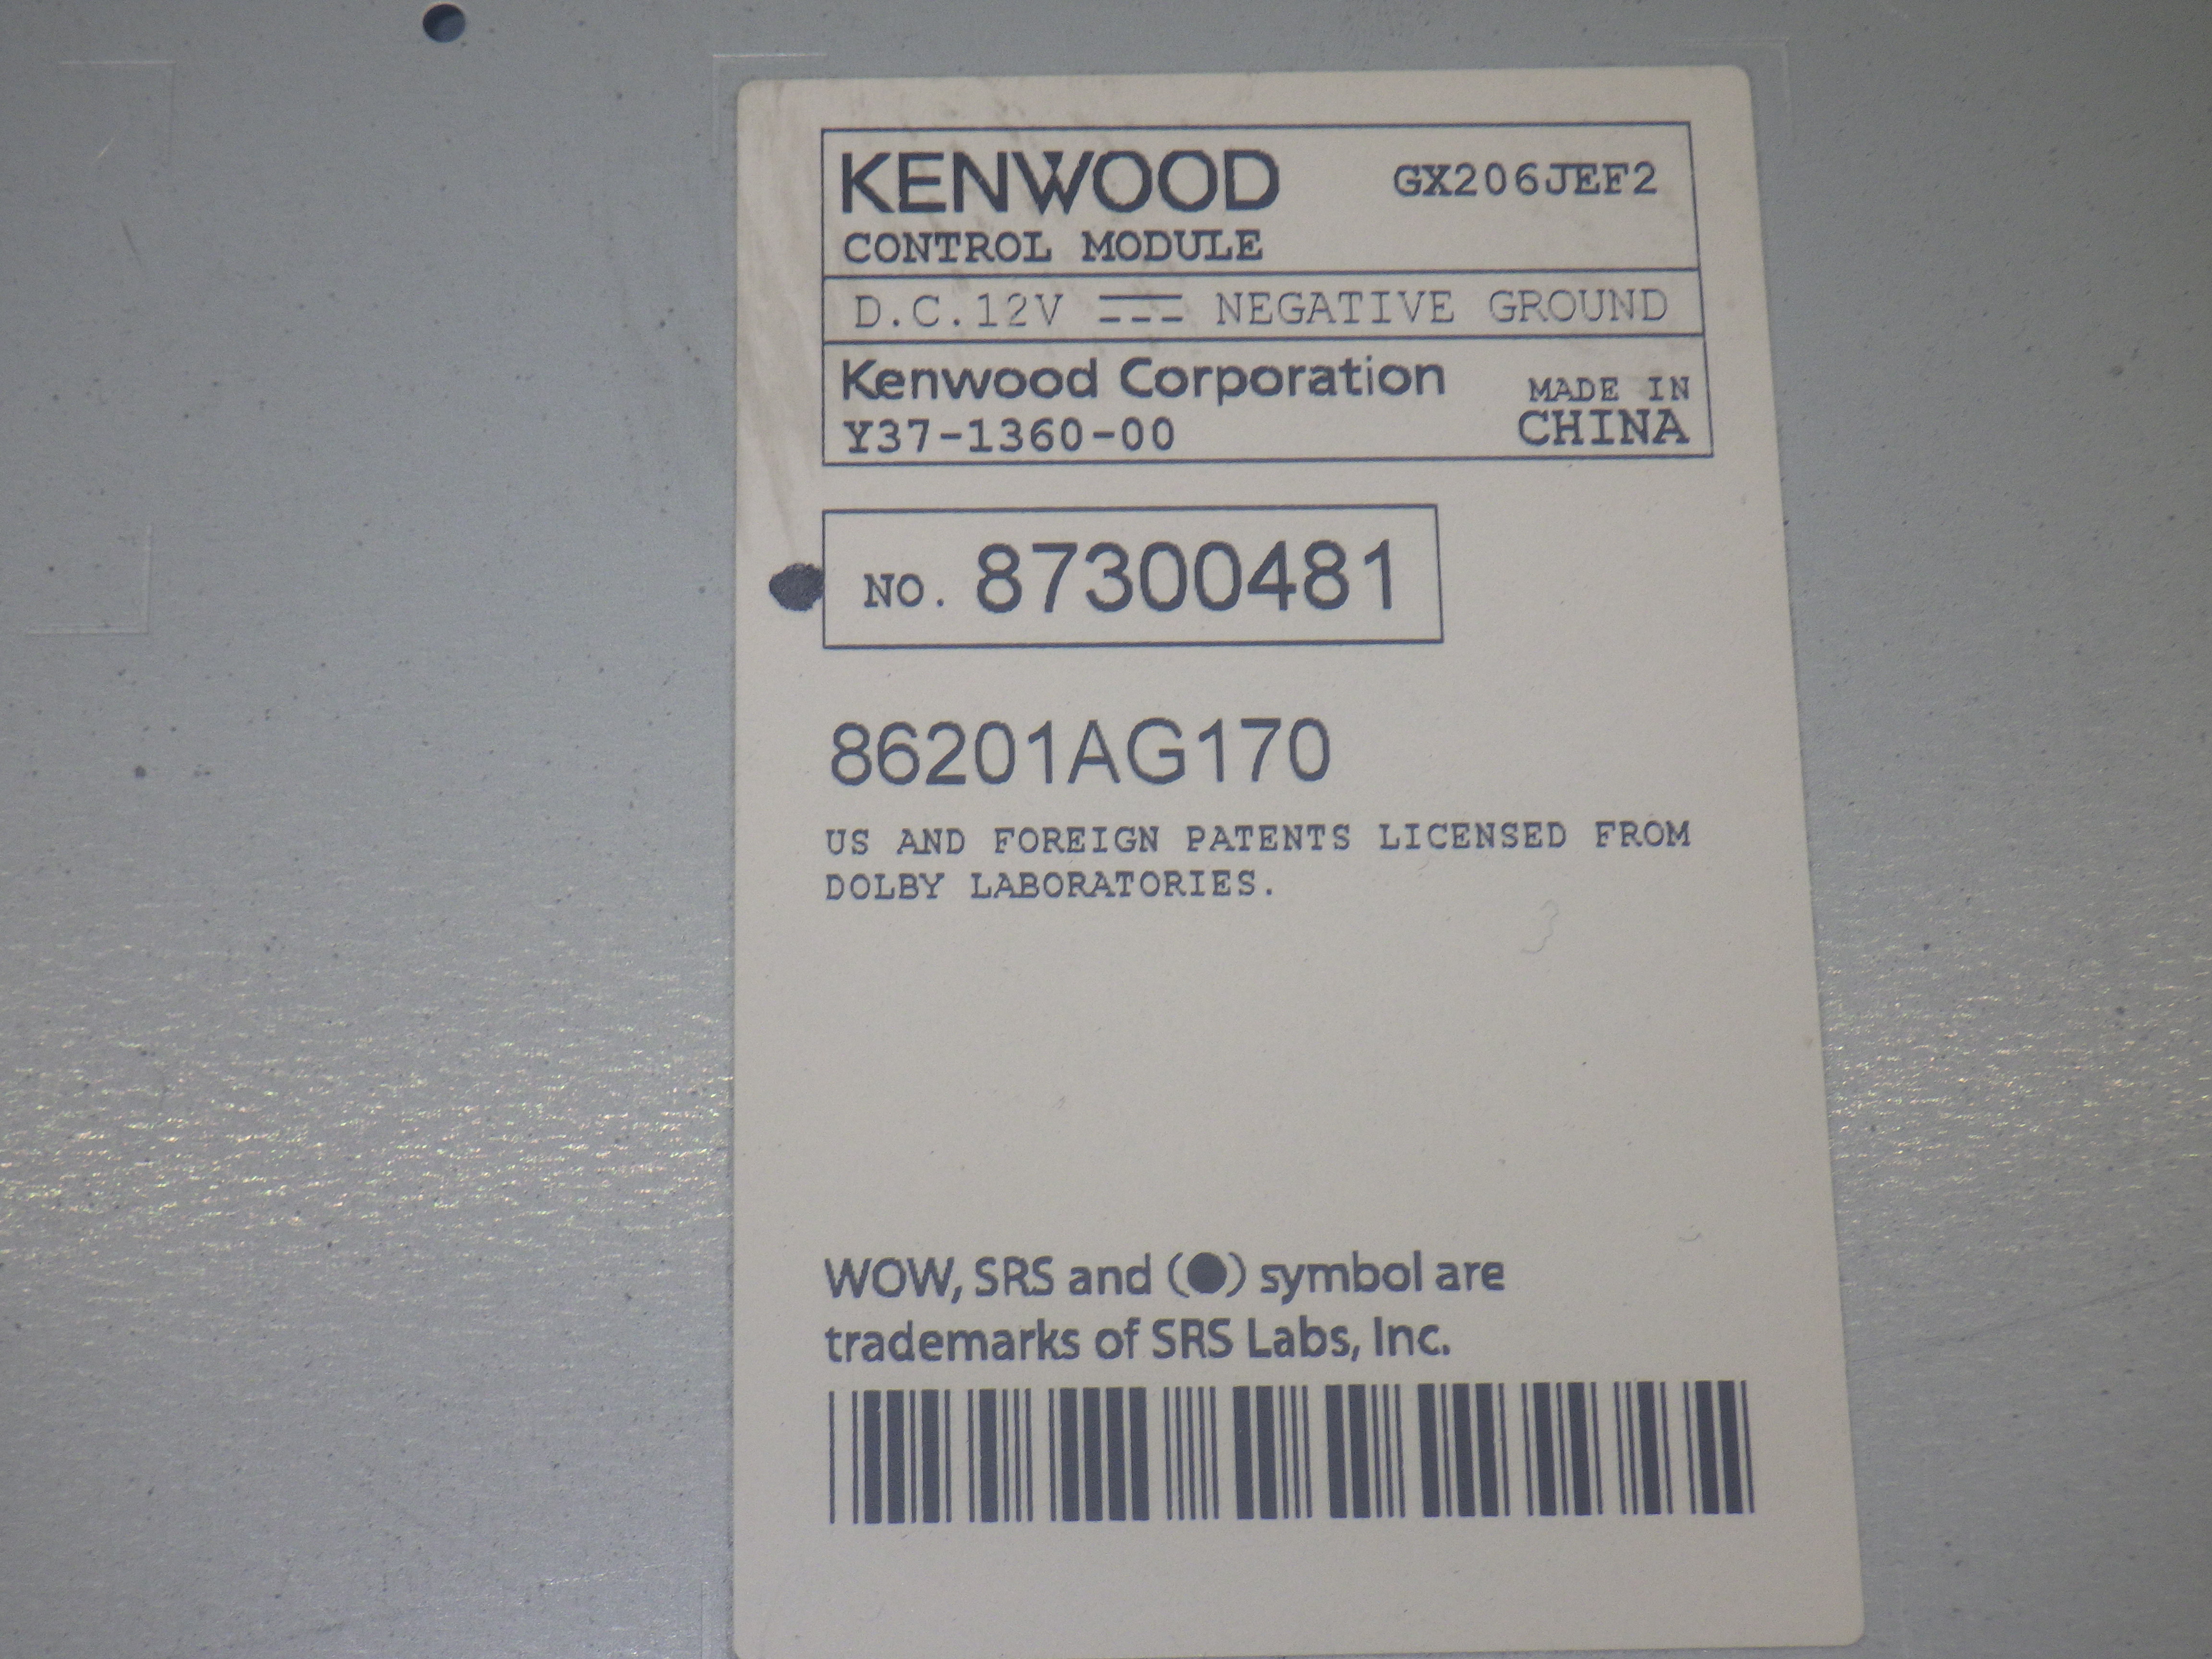 KENWOOD GX206JEF2
CONTROL MODULE
D.C.12V NEGATIVE GROUND
Kenwood Corporation MADE IN
Y37-1360-00 CHINA
NO. 87300481
86201AG170
US AND FOREIGN PATENTS LICENSED FROM
DOLBY LABORATORIES.
WOW, SRS and (●) symbol are
trademarks of SRS Labs, Inc.